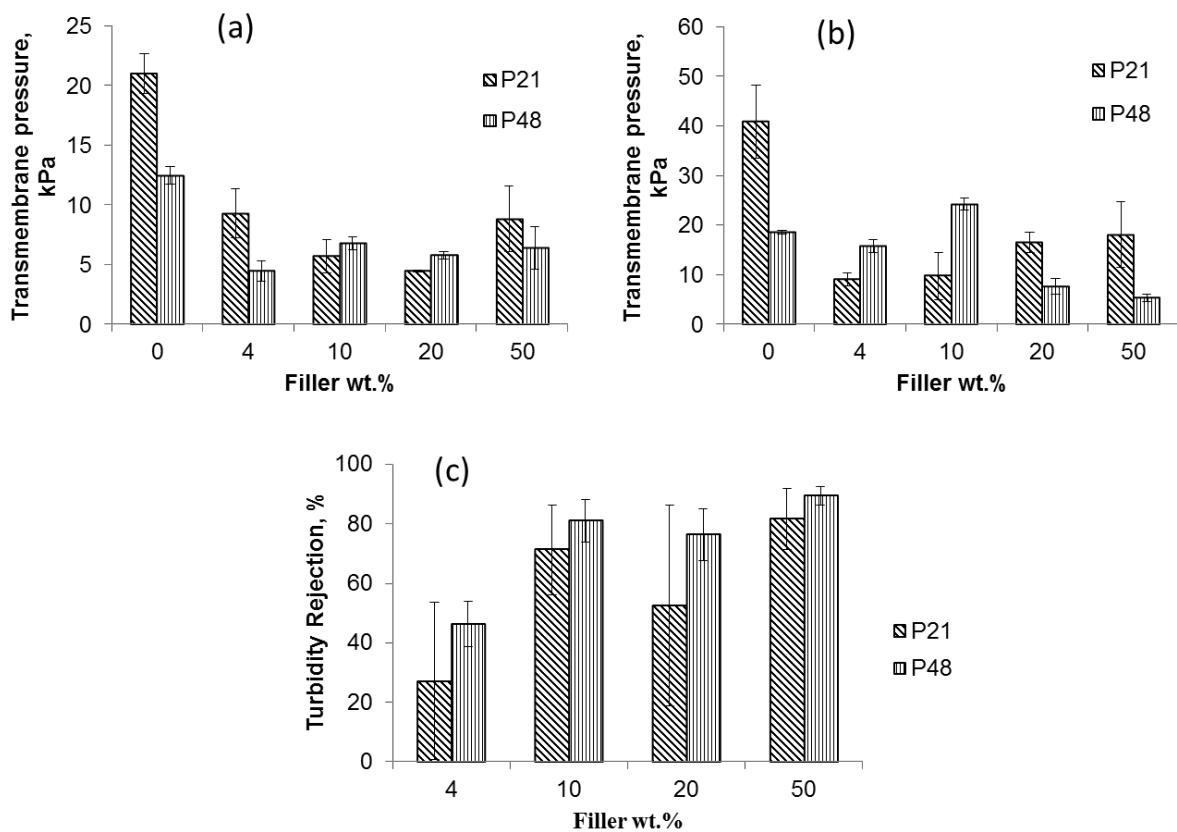 (a)
Transmembrane pressure,
kPa
25
20
15
10
5
0
P21
P48
0 4 10 20 50
Filler wt.%
(b)
Transmembrane pressure,
kPa
60
50
40
30
20
10
0
P21
P48
0 4 10 20 50
Filler wt.%
(c)
Turbidity Rejection, %
100
80
60
40
20
0
P21
P48
4 10 20 50
Filler wt.%